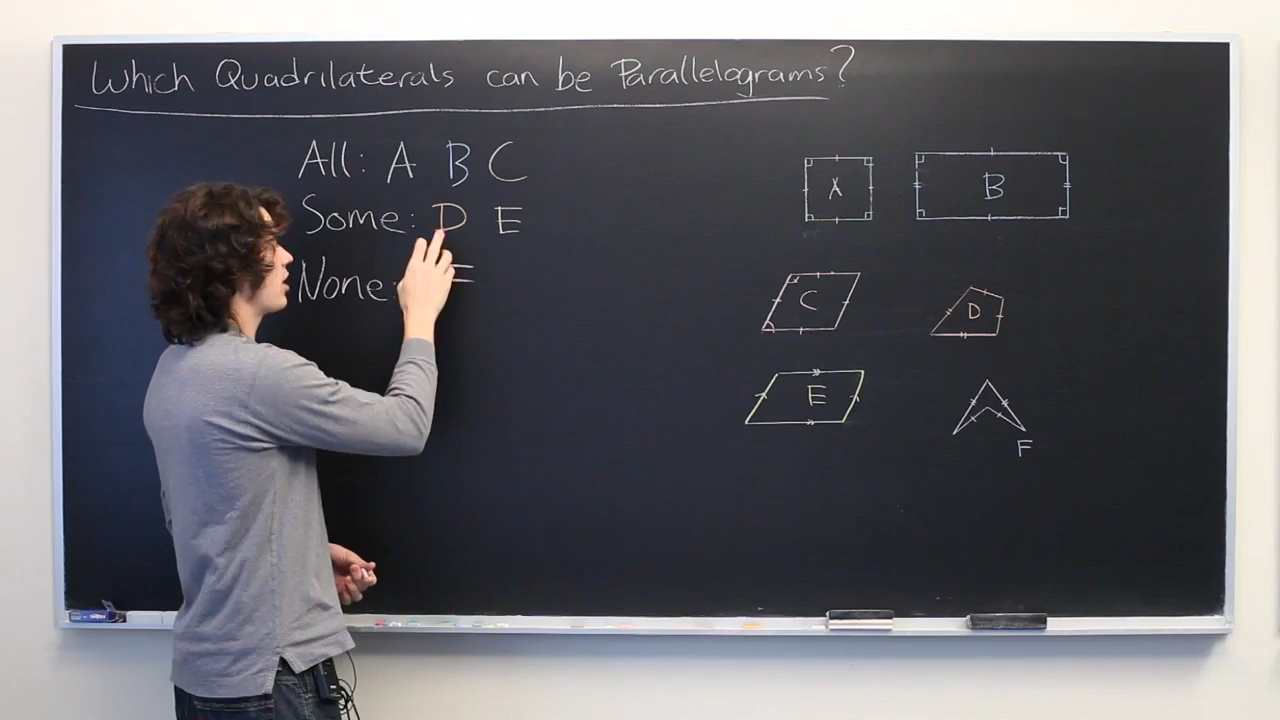 Which Quadrilaterals can be Parallelograms?
All: A B C
Some: D E
None:
A
B
C
D
E
F